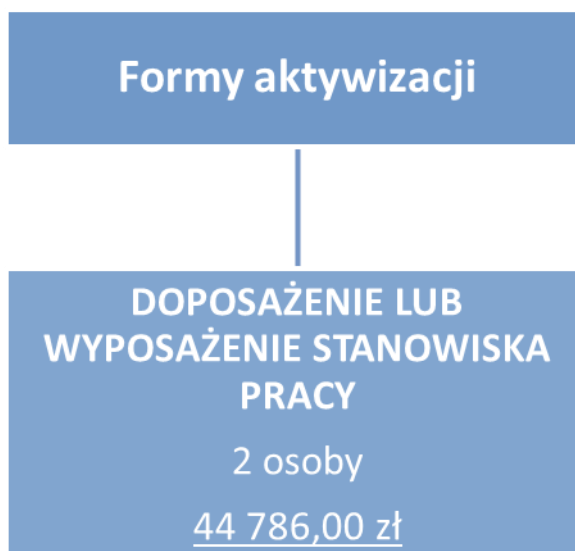 Formy aktywizacji
DOPOSAŻENIE LUB
WYPOSAŻENIE STANOWISKA
PRACY
2 osoby
44 786,00 zł